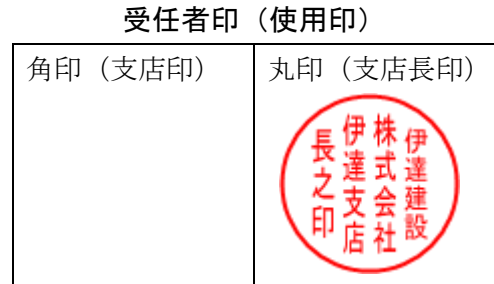 受任者印（使用印）
角印（支店印）
丸印（支店長印）
伊達建設
株式会社
伊達支店
長之印